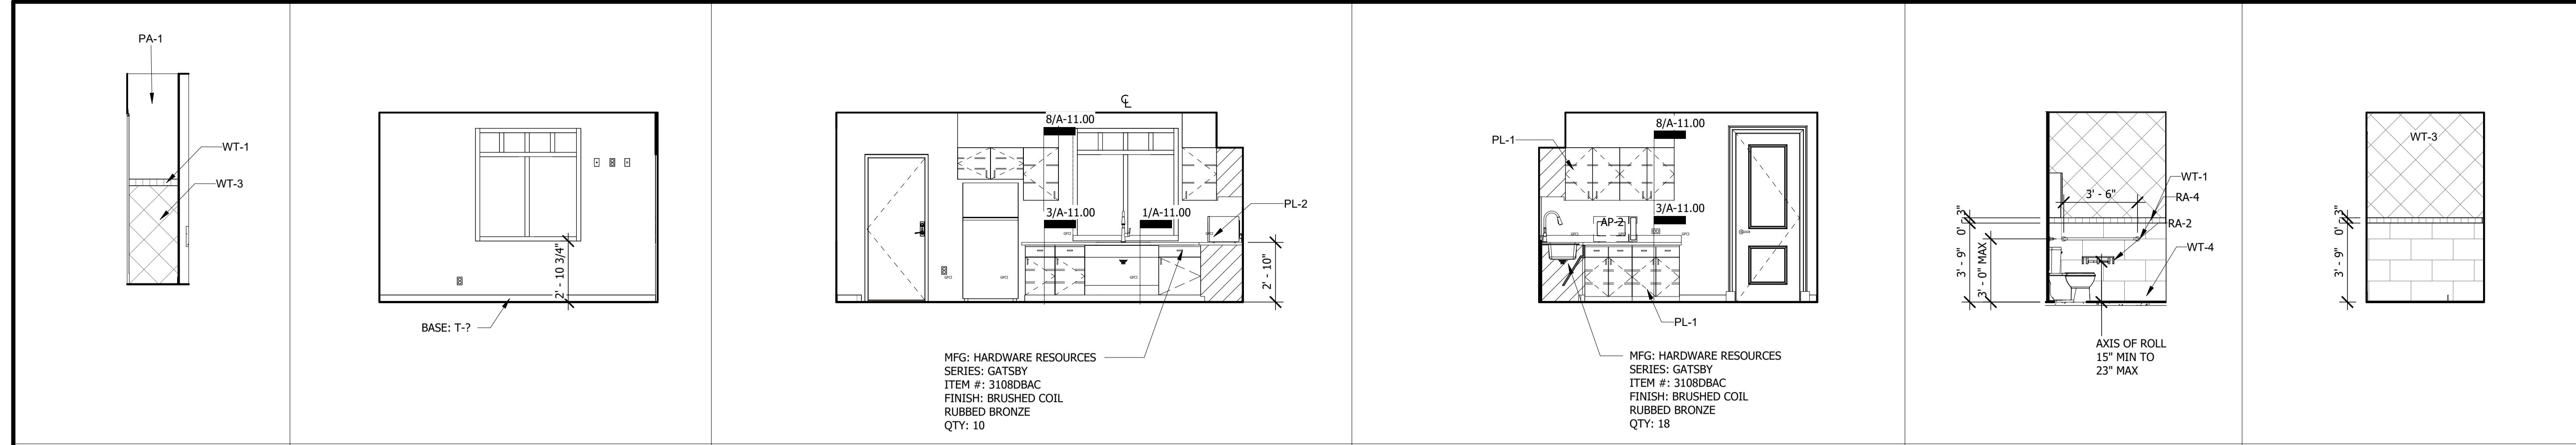 PA-1
WT-1
WT-3
2' - 10 3/4"
BASE: T-?
℄
8/A-11.00
3/A-11.00
1/A-11.00
PL-2
2' - 10"
MFG: HARDWARE RESOURCES
SERIES: GATSBY
ITEM #: 3108DBAC
FINISH: BRUSHED COIL
RUBBED BRONZE
QTY: 10
8/A-11.00
PL-1
3/A-11.00
AP-2
PL-1
MFG: HARDWARE RESOURCES
SERIES: GATSBY
ITEM #: 3108DBAC
FINISH: BRUSHED COIL
RUBBED BRONZE
QTY: 18
3' - 6"
WT-1
RA-4
RA-2
WT-4
0' - 3"
3' - 9"
3' - 0" MAX
AXIS OF ROLL
15" MIN TO
23" MAX
WT-3
0' - 3"
3' - 9"